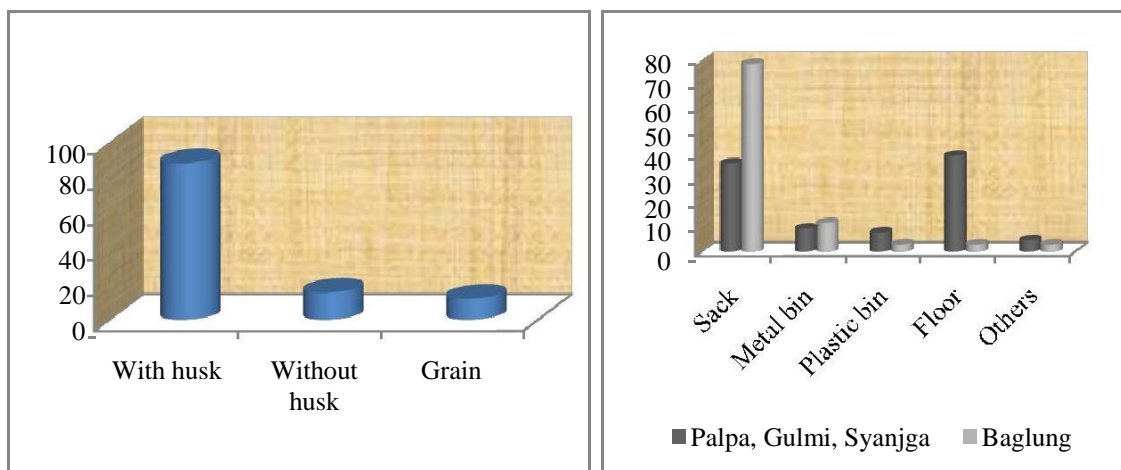 100
80
60
40
20
0
With husk
Without
husk
Grain
80
70
60
50
40
30
20
10
0
Sack
Metal bin
Plastic bin
Floor
Others
Palpa, Gulmi, Syanjga
Baglung